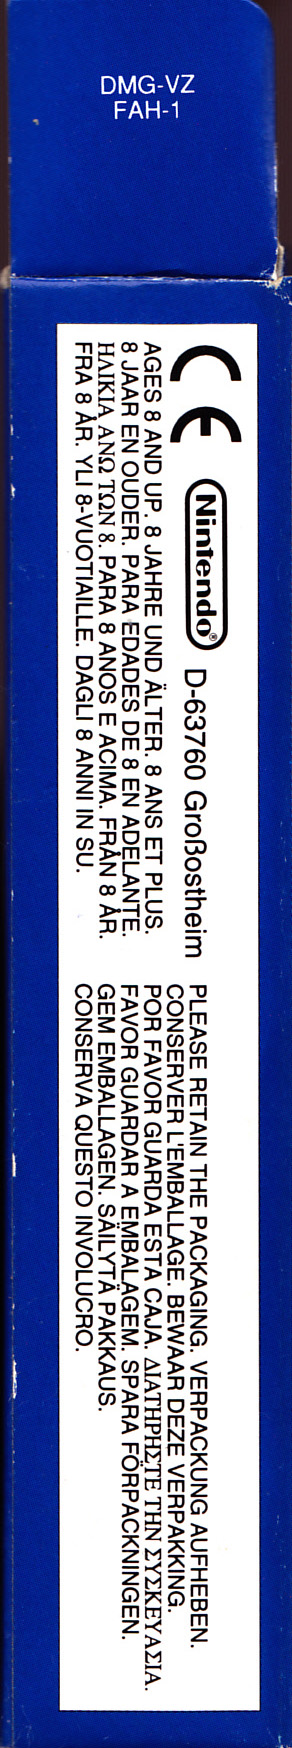 DMG-VZ
FAH-1
CE Nintendo® D-63760 Großostheim
AGES 8 AND UP. 8 JAHRE UND ÄLTER. 8 ANS ET PLUS.
8 JAAR EN OUDER. PARA EDADES DE 8 EN ADELANTE.
ΗΛΙΚΙΑ ΑΝΩ ΤΩΝ 8. PARA 8 ANOS E ACIMA. FRÅN 8 ÅR.
FRA 8 ÅR. YLI 8-VUOTIAILLE. DAGLI 8 ANNI IN SU.
PLEASE RETAIN THE PACKAGING. VERPACKUNG AUFHEBEN.
CONSERVER L'EMBALLAGE. BEWAAR DEZE VERPAKKING.
POR FAVOR GUARDA ESTA CAJA. ΔΙΑΤΗΡΗΣΤΕ ΤΗΝ ΣΥΣΚΕΥΑΣΙΑ.
FAVOR GUARDAR A EMBALAGEM. SPARA FÖRPACKNINGEN.
GEM EMBALLAGEN. SÄILYTÄ PAKKAUS.
CONSERVA QUESTO INVOLUCRO.